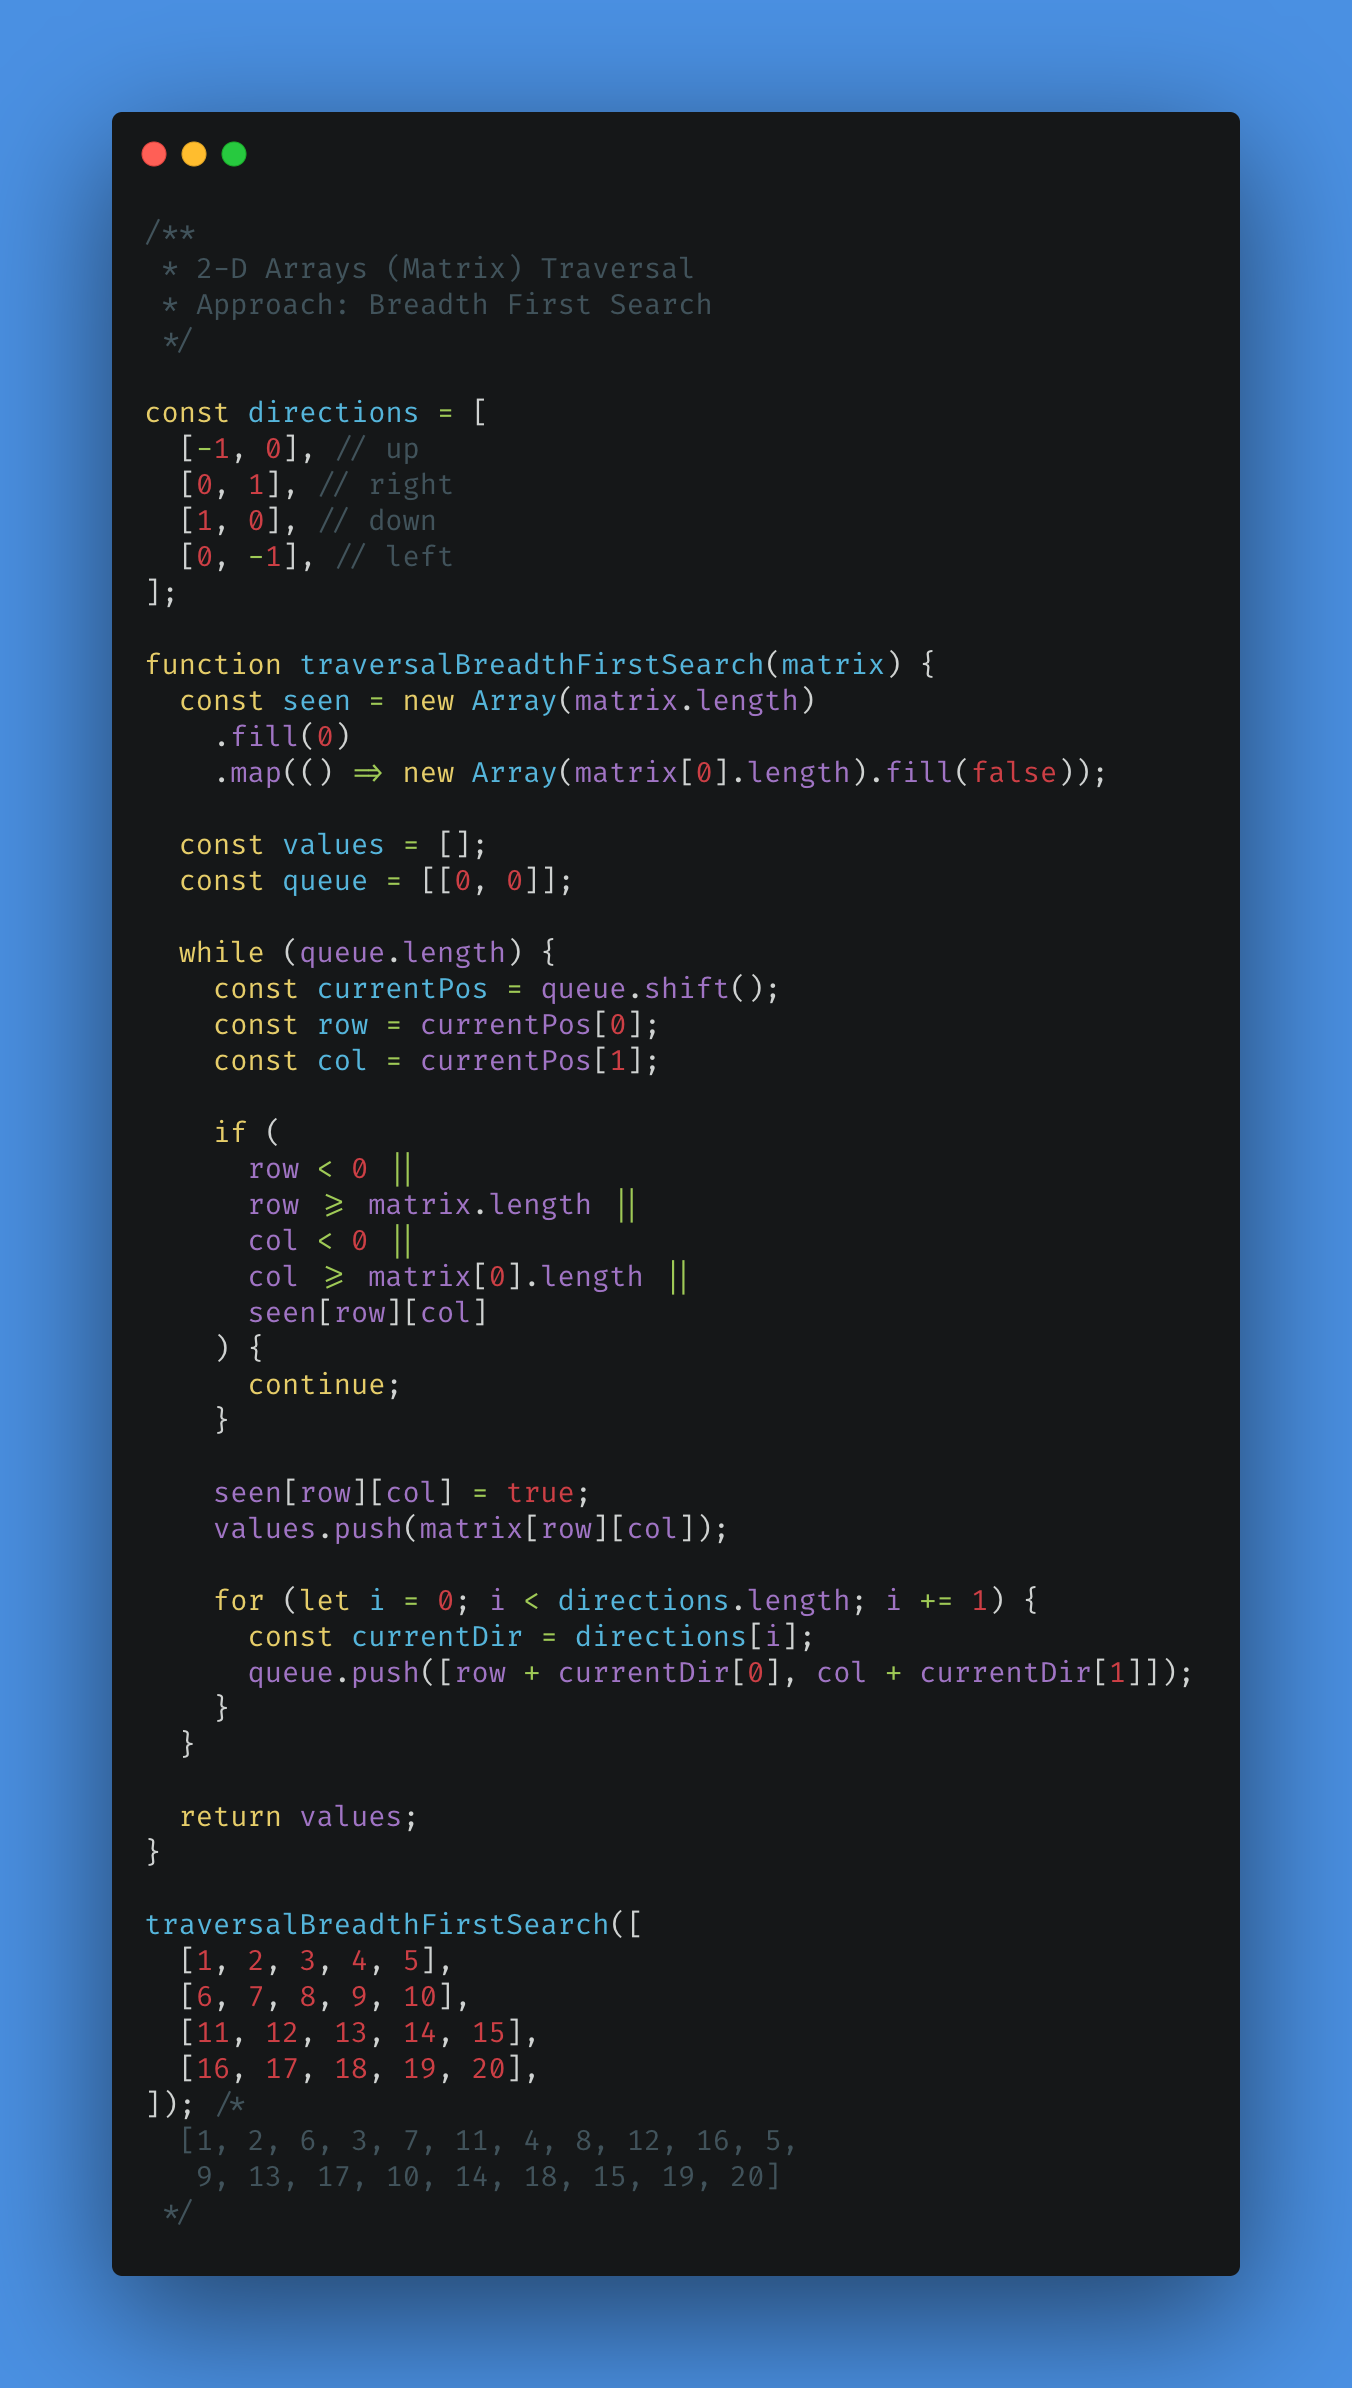 /**
 * 2-D Arrays (Matrix) Traversal
 * Approach: Breadth First Search
 */

const directions = [
  [-1, 0], // up
  [0, 1], // right
  [1, 0], // down
  [0, -1], // left
];

function traversalBreadthFirstSearch(matrix) {
  const seen = new Array(matrix.length)
    .fill(0)
    .map(() => new Array(matrix[0].length).fill(false));

  const values = [];
  const queue = [[0, 0]];

  while (queue.length) {
    const currentPos = queue.shift();
    const row = currentPos[0];
    const col = currentPos[1];

    if (
      row < 0 ||
      row >= matrix.length ||
      col < 0 ||
      col >= matrix[0].length ||
      seen[row][col]
    ) {
      continue;
    }

    seen[row][col] = true;
    values.push(matrix[row][col]);

    for (let i = 0; i < directions.length; i += 1) {
      const currentDir = directions[i];
      queue.push([row + currentDir[0], col + currentDir[1]]);
    }
  }

  return values;
}

traversalBreadthFirstSearch([
  [1, 2, 3, 4, 5],
  [6, 7, 8, 9, 10],
  [11, 12, 13, 14, 15],
  [16, 17, 18, 19, 20],
]); /*
  [1, 2, 6, 3, 7, 11, 4, 8, 12, 16, 5,
   9, 13, 17, 10, 14, 18, 15, 19, 20]
 */